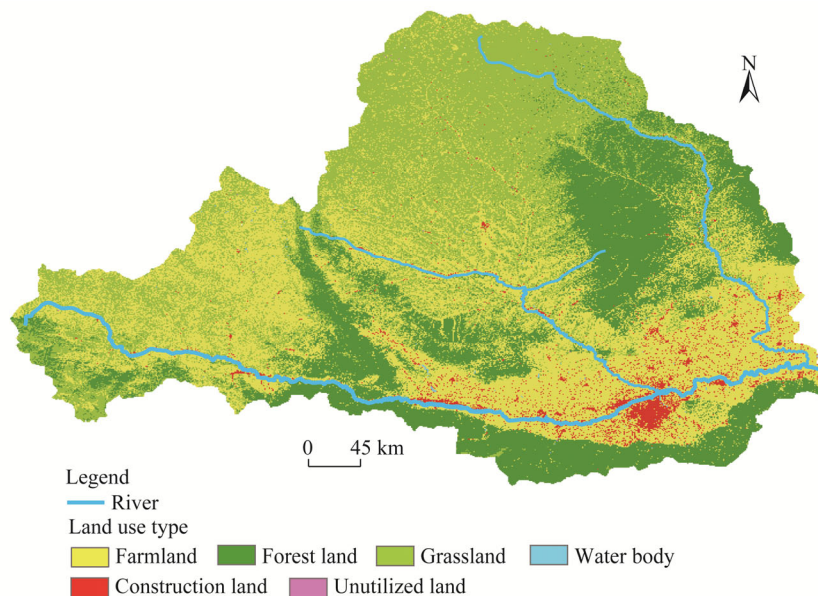 N
0 45 km
Legend
River
Land use type
Farmland Forest land Grassland Water body
Construction land Unutilized land